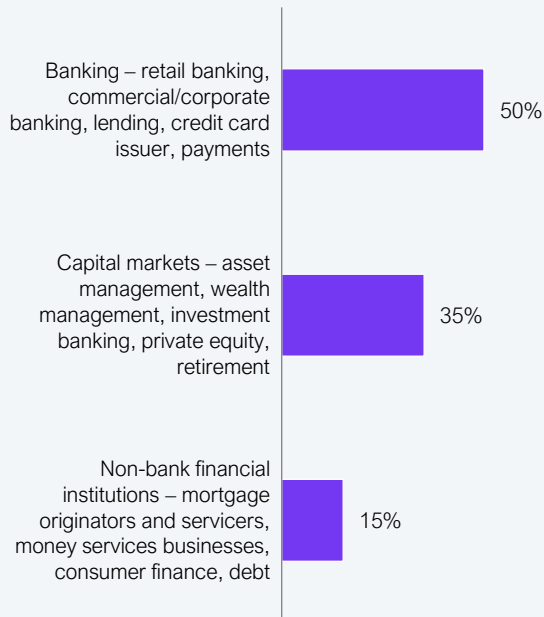 Banking – retail banking,
commercial/corporate
banking, lending, credit card
issuer, payments
50%
Capital markets – asset
management, wealth
management, investment
banking, private equity,
retirement
35%
Non-bank financial
institutions – mortgage
originators and servicers,
money services businesses,
consumer finance, debt
15%